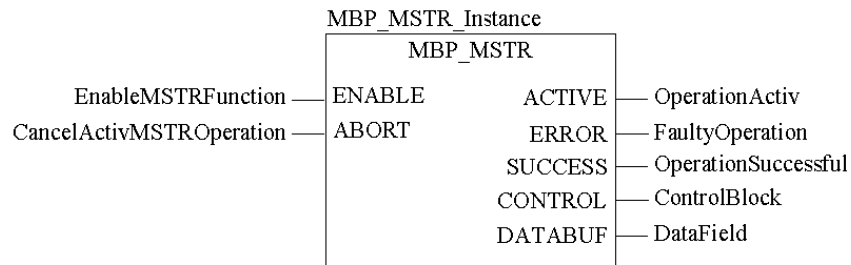 MBP_MSTR_Instance
MBP_MSTR
EnableMSTRFunction ENABLE ACTIVE OperationActiv
CancelActivMSTROperation ABORT ERROR FaultyOperation
SUCCESS OperationSuccessful
CONTROL ControlBlock
DATABUF DataField